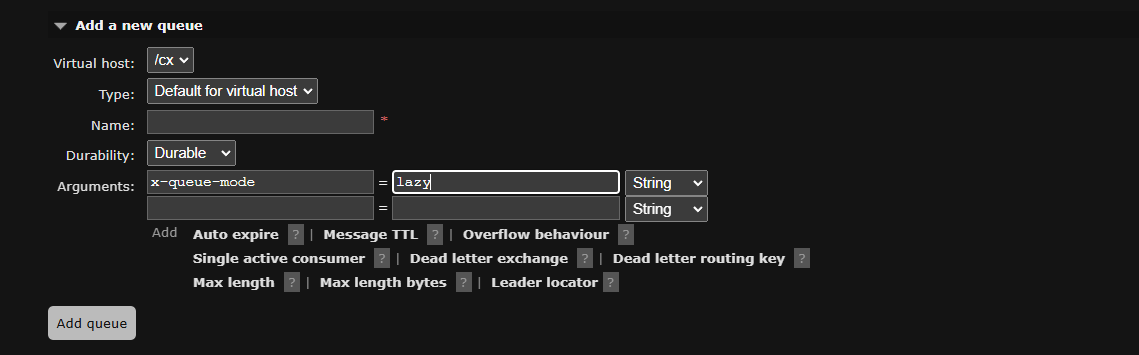 Add a new queue
Virtual host: /cx
Type: Default for virtual host
Name: *
Durability: Durable
Arguments: x-queue-mode = lazy String
= String
Add Auto expire ? | Message TTL ? | Overflow behaviour ?
Single active consumer ? | Dead letter exchange ? | Dead letter routing key ?
Max length ? | Max length bytes ? | Leader locator ?
Add queue